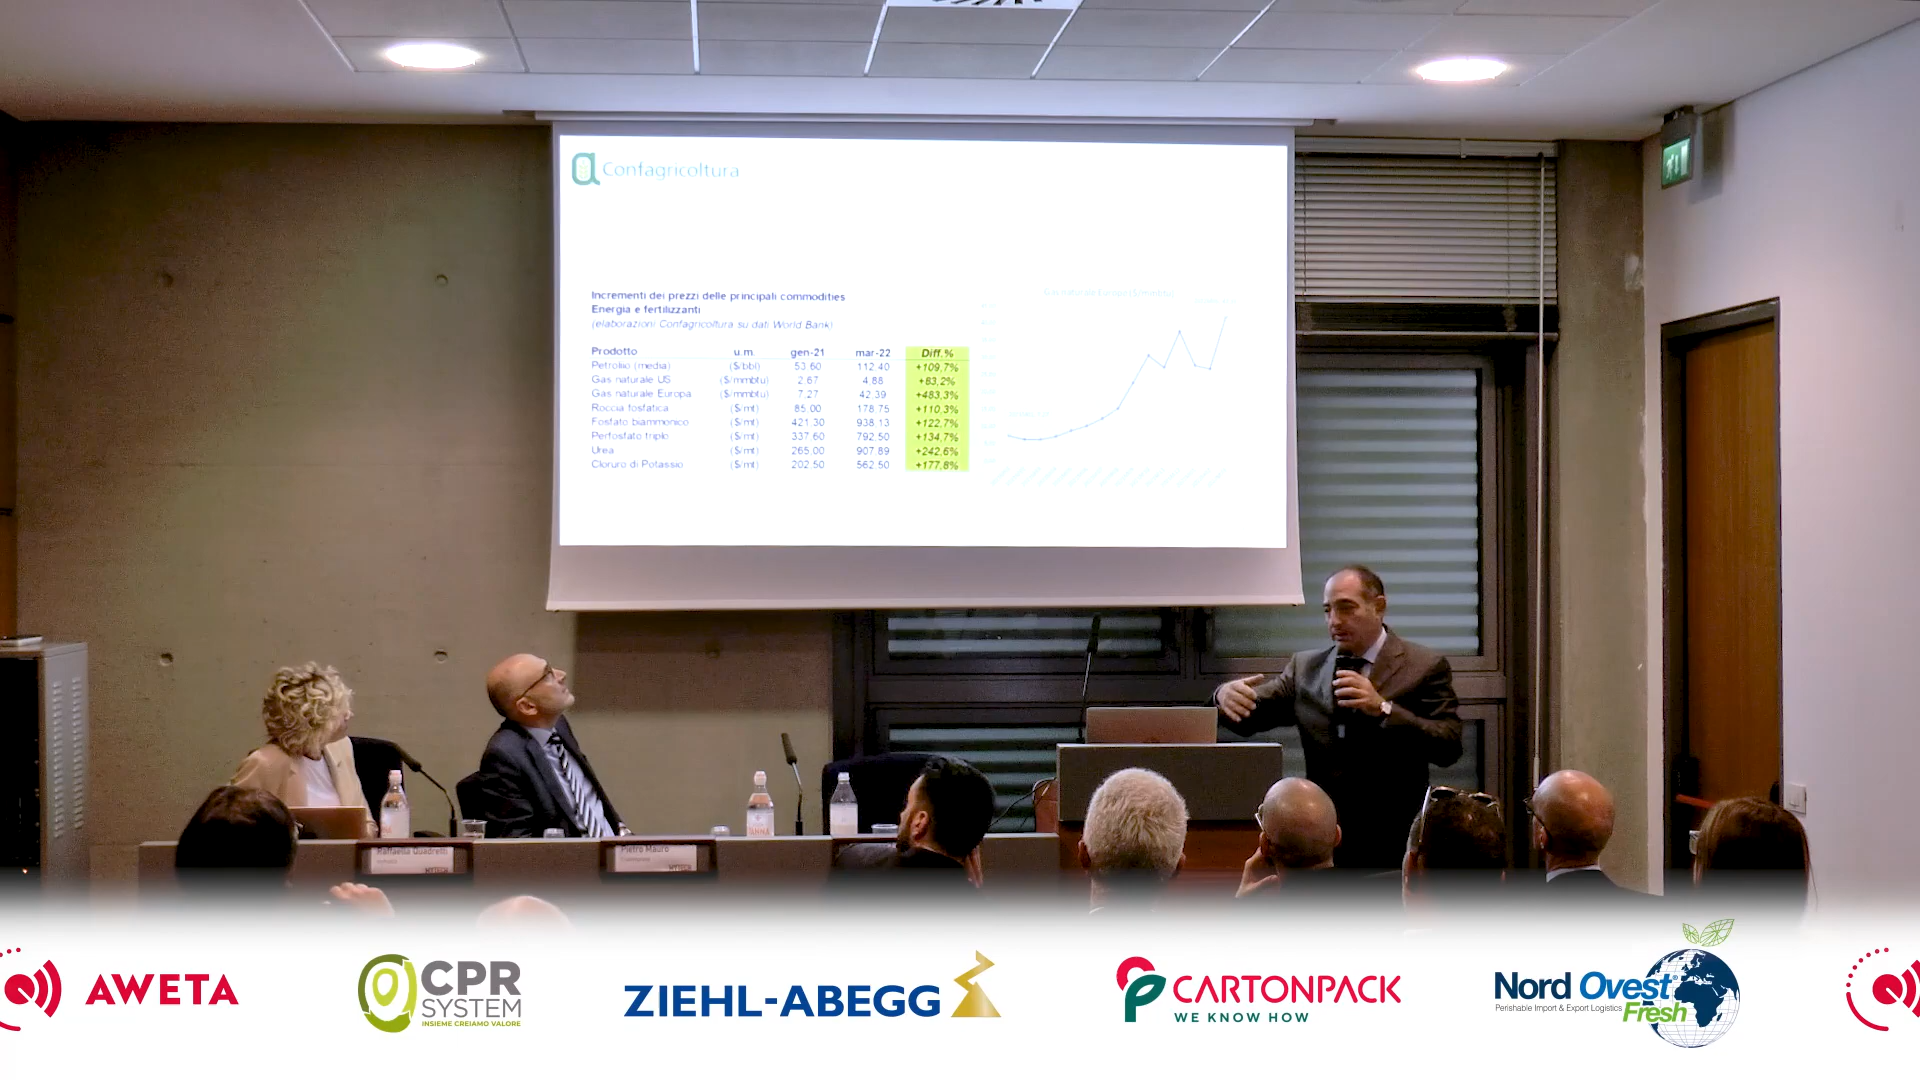 Confagricoltura
Incrementi dei prezzi delle principali commodities
Energia e fertilizzanti
(elaborazioni Confagricoltura su dati World Bank)
Prodotto u.m. gen-21 mar-22 Diff.%
Petrolio (media) ($/bbl) 53.60 112.40 +109,7%
Gas naturale US ($/mmbtu) 2.67 4.88 +83,2%
Gas naturale Europa ($/mmbtu) 7.27 42.39 +483,3%
Roccia fosfatica ($/mt) 85.00 178.75 +110,3%
Fosfato biammonico ($/mt) 421.30 938.13 +122,7%
Perfosfato triplo ($/mt) 337.60 792.50 +134,7%
Urea ($/mt) 265.00 907.89 +242,6%
Cloruro di Potassio ($/mt) 202.50 562.50 +177,8%
Raffaella Quadretti
Pietro Mauro
AWETA
CPR
SYSTEM
INSIEME CREIAMO VALORE
ZIEHL-ABEGG
CARTONPACK
WE KNOW HOW
Nord Ovest
Fresh
Perishable Import & Export Logistics